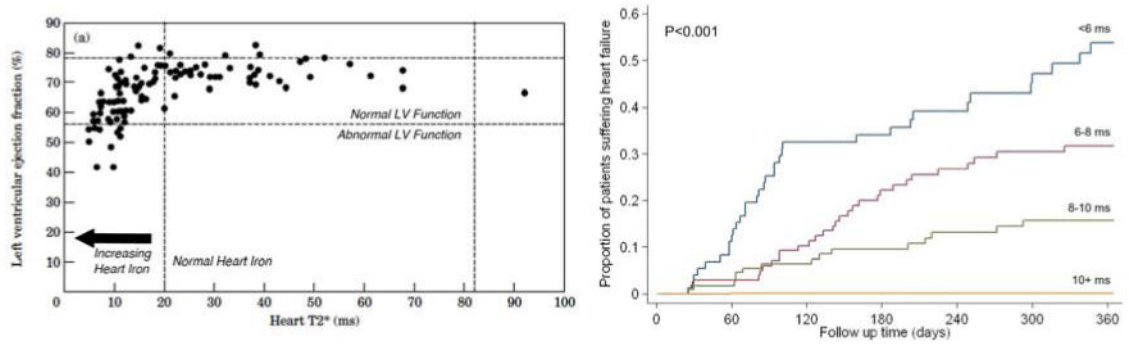 (a)
Left ventricular ejection fraction (%)
90
80
70
60
50
40
30
20
10
0
Normal LV Function
Abnormal LV Function
Increasing
Heart Iron
Normal Heart Iron
0 10 20 30 40 50 60 70 80 90 100
Heart T2* (ms)
P<0.001
Proportion of patients suffering heart failure
0.6
0.5
0.4
0.3
0.2
0.1
0
<6 ms
6-8 ms
8-10 ms
10+ ms
0 60 120 180 240 300 360
Follow up time (days)